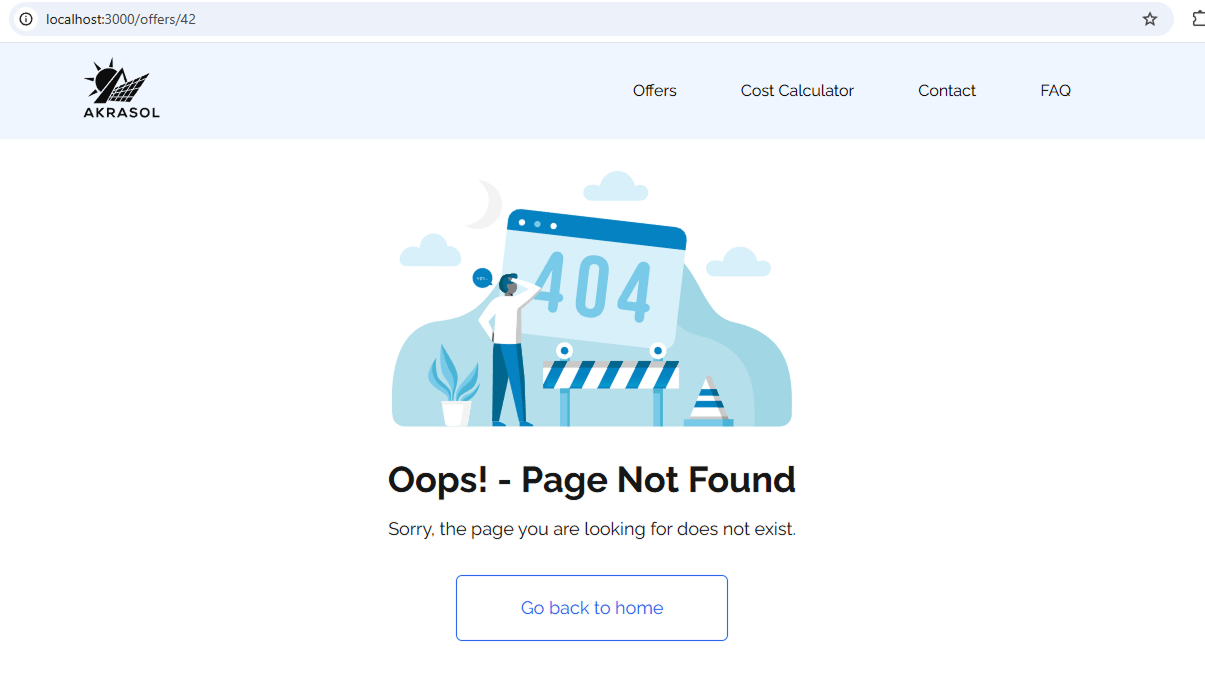 localhost:3000/offers/42
AKRASOL
Offers
Cost Calculator
Contact
FAQ
404
Oops! - Page Not Found
Sorry, the page you are looking for does not exist.
Go back to home